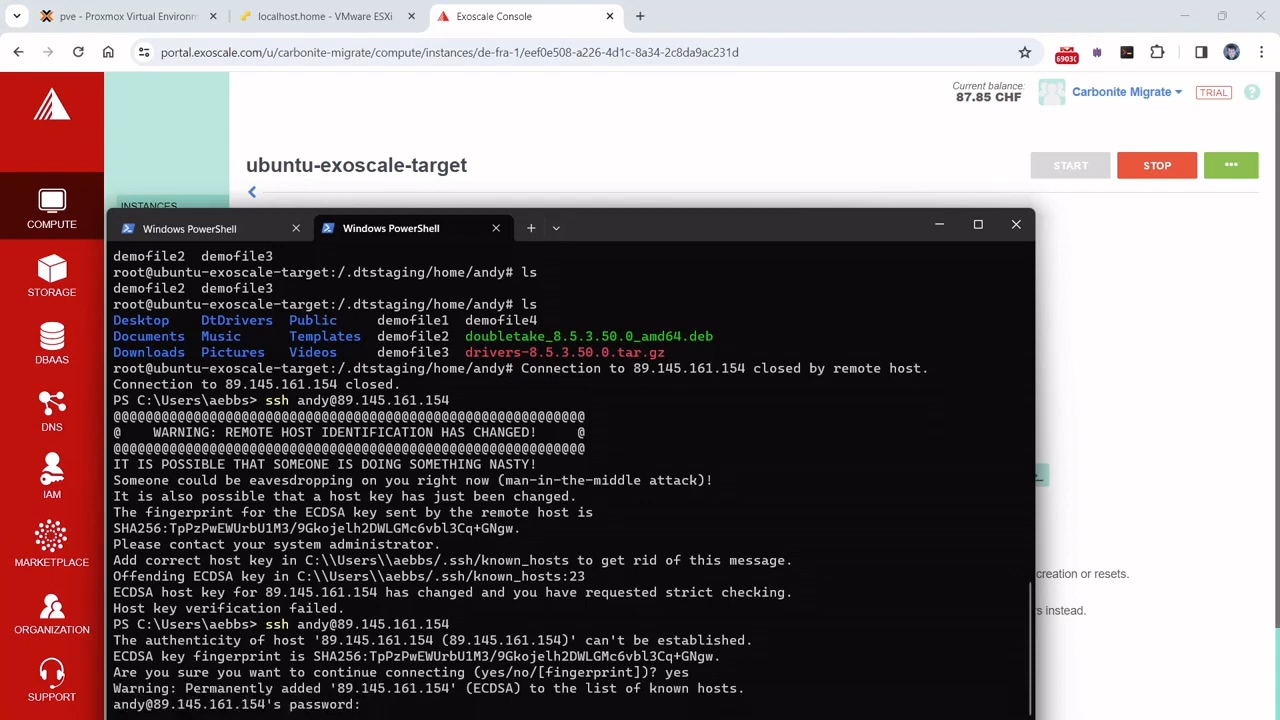 pve - Proxmox Virtual Environm
localhost.home - VMware ESXi
Exoscale Console
portal.exoscale.com/u/carbonite-migrate/compute/instances/de-fra-1/eef0e508-a226-4d1c-8a34-2c8da9ac231d
6903
Current balance:
87.85 CHF
Carbonite Migrate
TRIAL
?
ubuntu-exoscale-target
START
STOP
•••
COMPUTE
STORAGE
DBAAS
DNS
IAM
MARKETPLACE
ORGANIZATION
SUPPORT
INSTANCES
Windows PowerShell
Windows PowerShell
demofile2  demofile3
root@ubuntu-exoscale-target:/.dtstaging/home/andy# ls
demofile2  demofile3
root@ubuntu-exoscale-target:/.dtstaging/home/andy# ls
Desktop    DtDrivers  Public     demofile1  demofile4
Documents  Music      Templates  demofile2  doubletake_8.5.3.50.0_amd64.deb
Downloads  Pictures   Videos     demofile3  drivers-8.5.3.50.0.tar.gz
root@ubuntu-exoscale-target:/.dtstaging/home/andy# Connection to 89.145.161.154 closed by remote host.
Connection to 89.145.161.154 closed.
PS C:\Users\aebbs> ssh andy@89.145.161.154
@@@@@@@@@@@@@@@@@@@@@@@@@@@@@@@@@@@@@@@@@@@@@@@@@@@@@@@@@@@
@    WARNING: REMOTE HOST IDENTIFICATION HAS CHANGED!     @
@@@@@@@@@@@@@@@@@@@@@@@@@@@@@@@@@@@@@@@@@@@@@@@@@@@@@@@@@@@
IT IS POSSIBLE THAT SOMEONE IS DOING SOMETHING NASTY!
Someone could be eavesdropping on you right now (man-in-the-middle attack)!
It is also possible that a host key has just been changed.
The fingerprint for the ECDSA key sent by the remote host is
SHA256:TpPzPwEWUrbU1M3/9Gkojelh2DWLGMc6vbl3Cq+GNgw.
Please contact your system administrator.
Add correct host key in C:\\Users\\aebbs/.ssh/known_hosts to get rid of this message.
Offending ECDSA key in C:\\Users\\aebbs/.ssh/known_hosts:23
ECDSA host key for 89.145.161.154 has changed and you have requested strict checking.
Host key verification failed.
PS C:\Users\aebbs> ssh andy@89.145.161.154
The authenticity of host '89.145.161.154 (89.145.161.154)' can't be established.
ECDSA key fingerprint is SHA256:TpPzPwEWUrbU1M3/9Gkojelh2DWLGMc6vbl3Cq+GNgw.
Are you sure you want to continue connecting (yes/no/[fingerprint])? yes
Warning: Permanently added '89.145.161.154' (ECDSA) to the list of known hosts.
andy@89.145.161.154's password:
creation or resets.
instead.